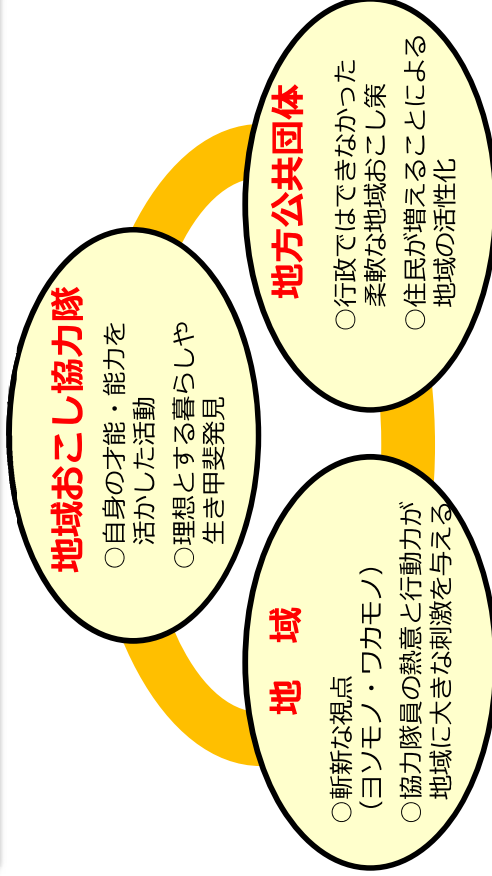 地域おこし協力隊
○自身の才能・能力を
活かした活動
○理想とする暮らしや
生き甲斐発見
地　域
○斬新な視点
（ヨソモノ・ワカモノ）
○協力隊員の熱意と行動力が
地域に大きな刺激を与える
地方公共団体
○行政ではできなかった
柔軟な地域おこし策
○住民が増えることによる
地域の活性化